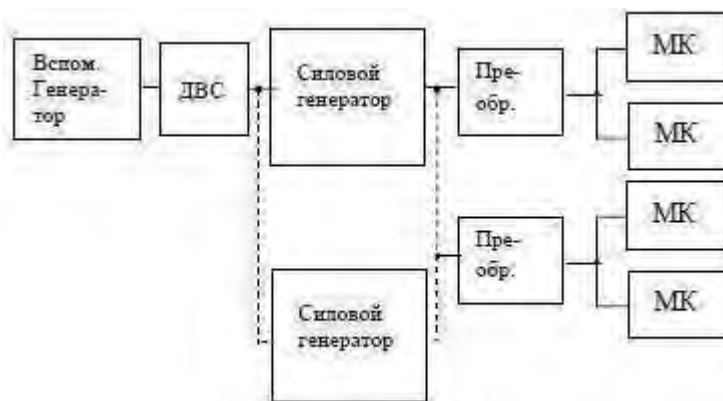 Вспом.
Генера-
тор
ДВС
Силовой
генератор
Пре-
обр.
МК
МК
Пре-
обр.
МК
МК
Силовой
генератор